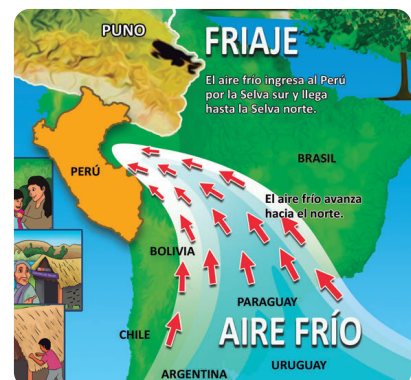 PUNO
FRIAJE
El aire frío ingresa al Perú
por la Selva sur y llega
hasta la Selva norte.
PERÚ
BRASIL
El aire frío avanza
hacia el norte.
BOLIVIA
PARAGUAY
CHILE
AIRE FRÍO
ARGENTINA
URUGUAY